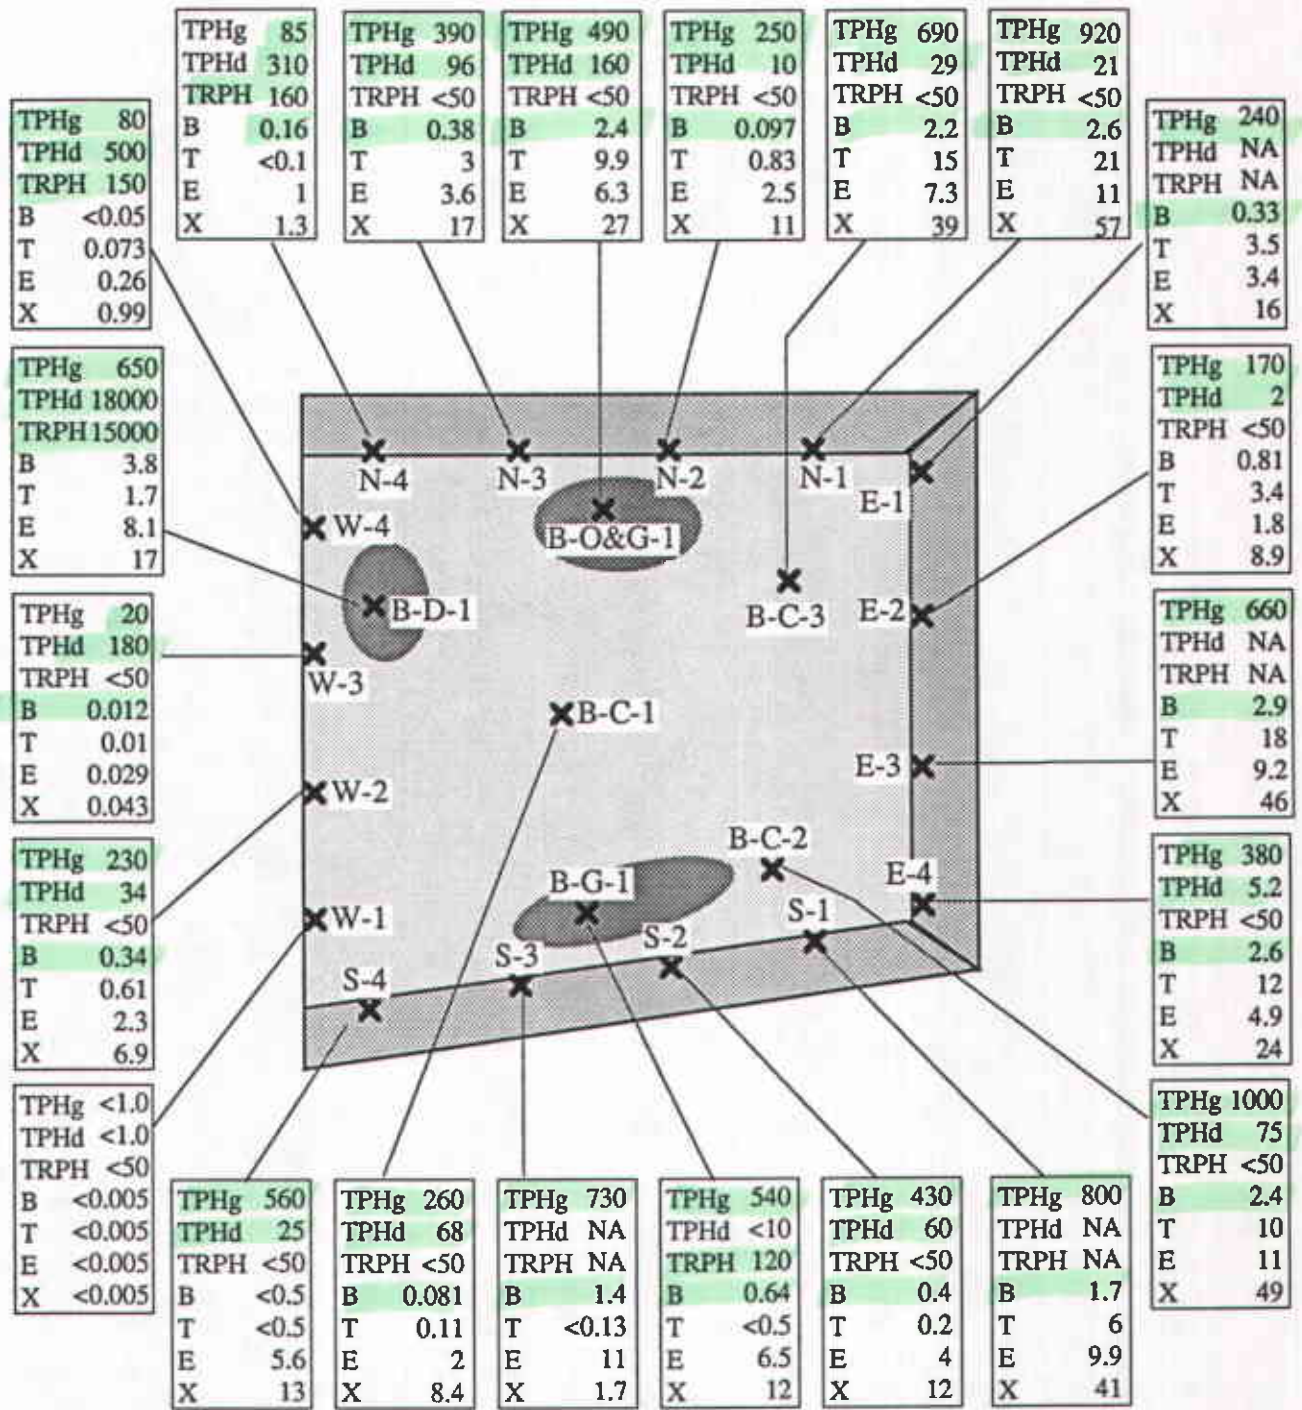 TPHg 85
TPHd 310
TRPH 160
B 0.16
T <0.1
E 1
X 1.3
TPHg 390
TPHd 96
TRPH <50
B 0.38
T 3
E 3.6
X 17
TPHg 490
TPHd 160
TRPH <50
B 2.4
T 9.9
E 6.3
X 27
TPHg 250
TPHd 10
TRPH <50
B 0.097
T 0.83
E 2.5
X 11
TPHg 690
TPHd 29
TRPH <50
B 2.2
T 15
E 7.3
X 39
TPHg 920
TPHd 21
TRPH <50
B 2.6
T 21
E 11
X 57
TPHg 80
TPHd 500
TRPH 150
B <0.05
T 0.073
E 0.26
X 0.99
TPHg 240
TPHd NA
TRPH NA
B 0.33
T 3.5
E 3.4
X 16
TPHg 650
TPHd 18000
TRPH 15000
B 3.8
T 1.7
E 8.1
X 17
TPHg 170
TPHd 2
TRPH <50
B 0.81
T 3.4
E 1.8
X 8.9
N-4
N-3
N-2
N-1
E-1
W-4
B-O&G-1
B-D-1
B-C-3
E-2
W-3
B-C-1
E-3
W-2
B-C-2
B-G-1
E-4
W-1
S-1
S-2
S-3
S-4
TPHg 20
TPHd 180
TRPH <50
B 0.012
T 0.01
E 0.029
X 0.043
TPHg 660
TPHd NA
TRPH NA
B 2.9
T 18
E 9.2
X 46
TPHg 230
TPHd 34
TRPH <50
B 0.34
T 0.61
E 2.3
X 6.9
TPHg 380
TPHd 5.2
TRPH <50
B 2.6
T 12
E 4.9
X 24
TPHg <1.0
TPHd <1.0
TRPH <50
B <0.005
T <0.005
E <0.005
X <0.005
TPHg 1000
TPHd 75
TRPH <50
B 2.4
T 10
E 11
X 49
TPHg 560
TPHd 25
TRPH <50
B <0.5
T <0.5
E 5.6
X 13
TPHg 260
TPHd 68
TRPH <50
B 0.081
T 0.11
E 2
X 8.4
TPHg 730
TPHd NA
TRPH NA
B 1.4
T <0.13
E 11
X 1.7
TPHg 540
TPHd <10
TRPH 120
B 0.64
T <0.5
E 6.5
X 12
TPHg 430
TPHd 60
TRPH <50
B 0.4
T 0.2
E 4
X 12
TPHg 800
TPHd NA
TRPH NA
B 1.7
T 6
E 9.9
X 41